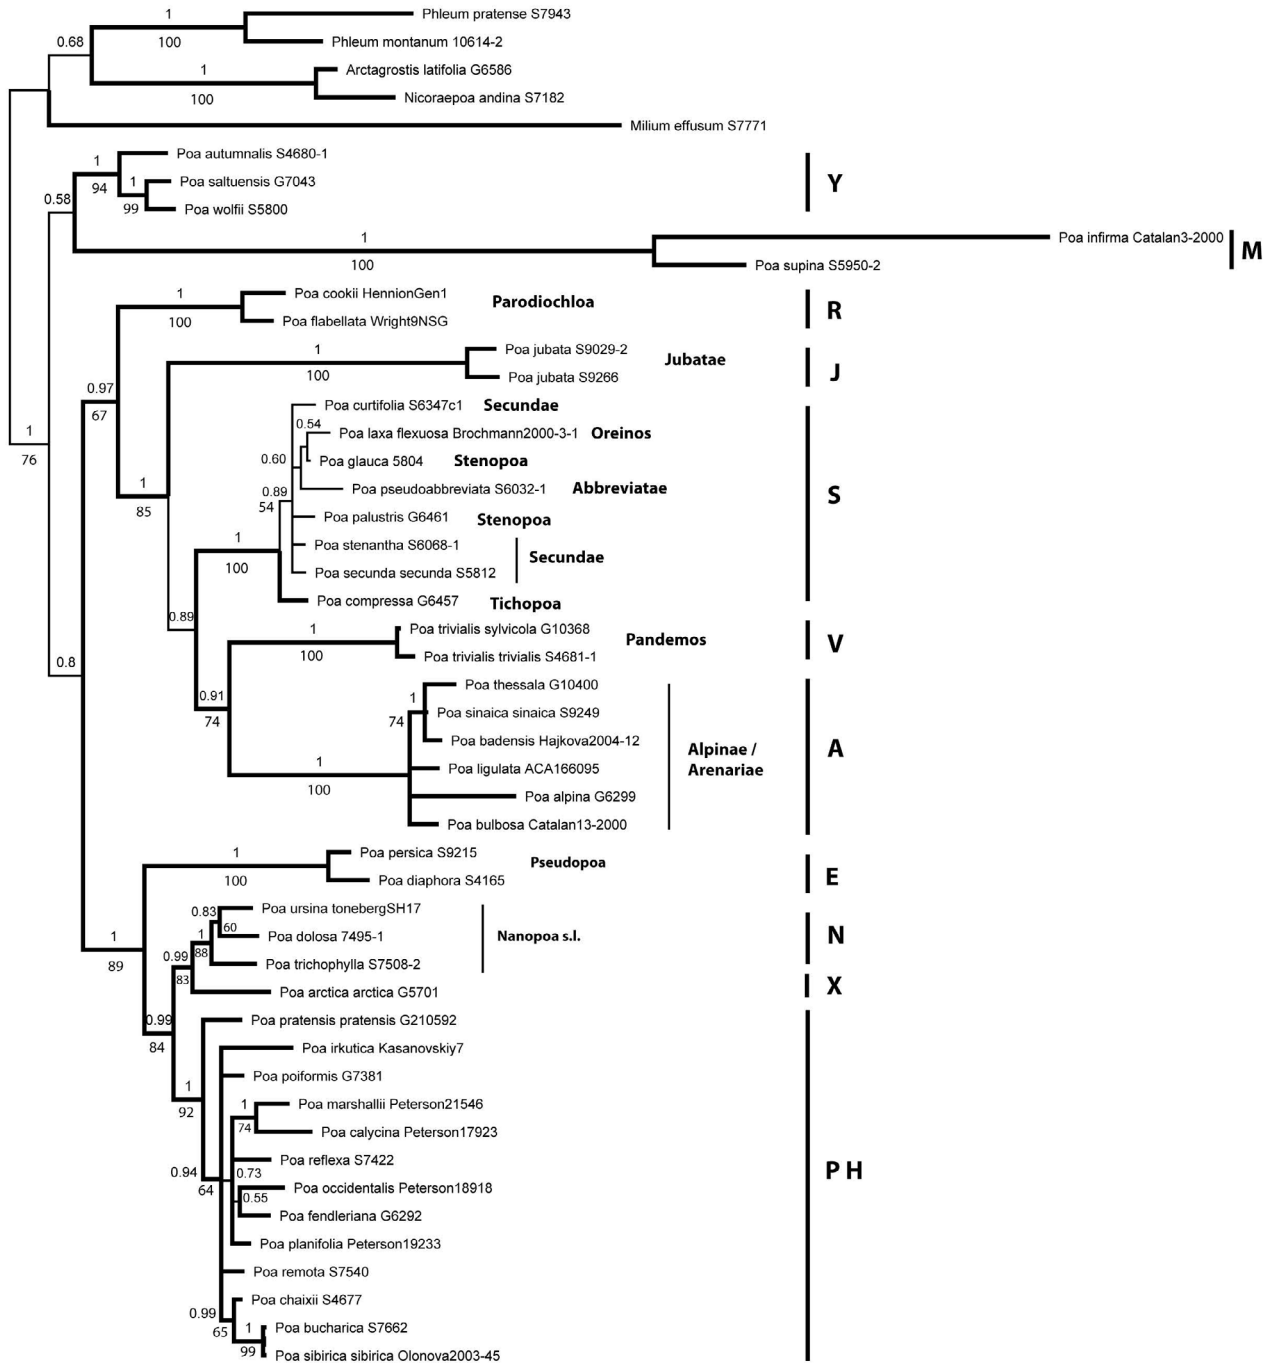 1
Phleum pratense S7943
0.68
100
Phleum montanum 10614-2
1
Arctagrostis latifolia G6586
100
Nicoraepoa andina S7182
Milium effusum S7771
Poa autumnalis S4680-1
1
94
1
Poa saltuensis G7043
Y
99
Poa wolfii S5800
0.58
1
Poa infirma Catalan3-2000
100
Poa supina S5950-2
M
1
Poa cookii HennionGen1
Parodiochloa
100
Poa flabellata Wright9NSG
R
1
Poa jubata S9029-2
Jubatae
100
Poa jubata S9266
J
0.97
67
Poa curtifolia S6347c1
Secundae
0.54
Poa laxa flexuosa Brochmann2000-3-1
Oreinos
1
76
0.60
Poa glauca 5804
Stenopoa
1
85
0.89
54
Poa pseudoabbreviata S6032-1
Abbreviatae
S
Poa palustris G6461
Stenopoa
1
100
Poa stenantha S6068-1
Secundae
Poa secunda secunda S5812
Poa compressa G6457
Tichopoa
0.89
1
Poa trivialis sylvicola G10368
Pandemos
V
100
Poa trivialis trivialis S4681-1
0.8
0.91
74
Poa thessala G10400
1
74
Poa sinaica sinaica S9249
Poa badensis Hajkova2004-12
Alpinae /
Arenariae
A
1
100
Poa ligulata ACA166095
Poa alpina G6299
Poa bulbosa Catalan13-2000
1
Poa persica S9215
Pseudopoa
100
Poa diaphora S4165
E
0.83
Poa ursina tonebergSH17
60
1
88
Poa dolosa 7495-1
Nanopoa s.l.
N
1
89
0.99
83
Poa trichophylla S7508-2
Poa arctica arctica G5701
X
0.99
84
Poa pratensis pratensis G210592
Poa irkutica Kasanovskiy7
Poa poiformis G7381
1
92
1
74
Poa marshallii Peterson21546
Poa calycina Peterson17923
Poa reflexa S7422
0.94
64
0.73
P H
Poa occidentalis Peterson18918
0.55
Poa fendleriana G6292
Poa planifolia Peterson19233
Poa remota S7540
Poa chaixii S4677
0.99
65
1
99
Poa bucharica S7662
Poa sibirica sibirica Olonova2003-45